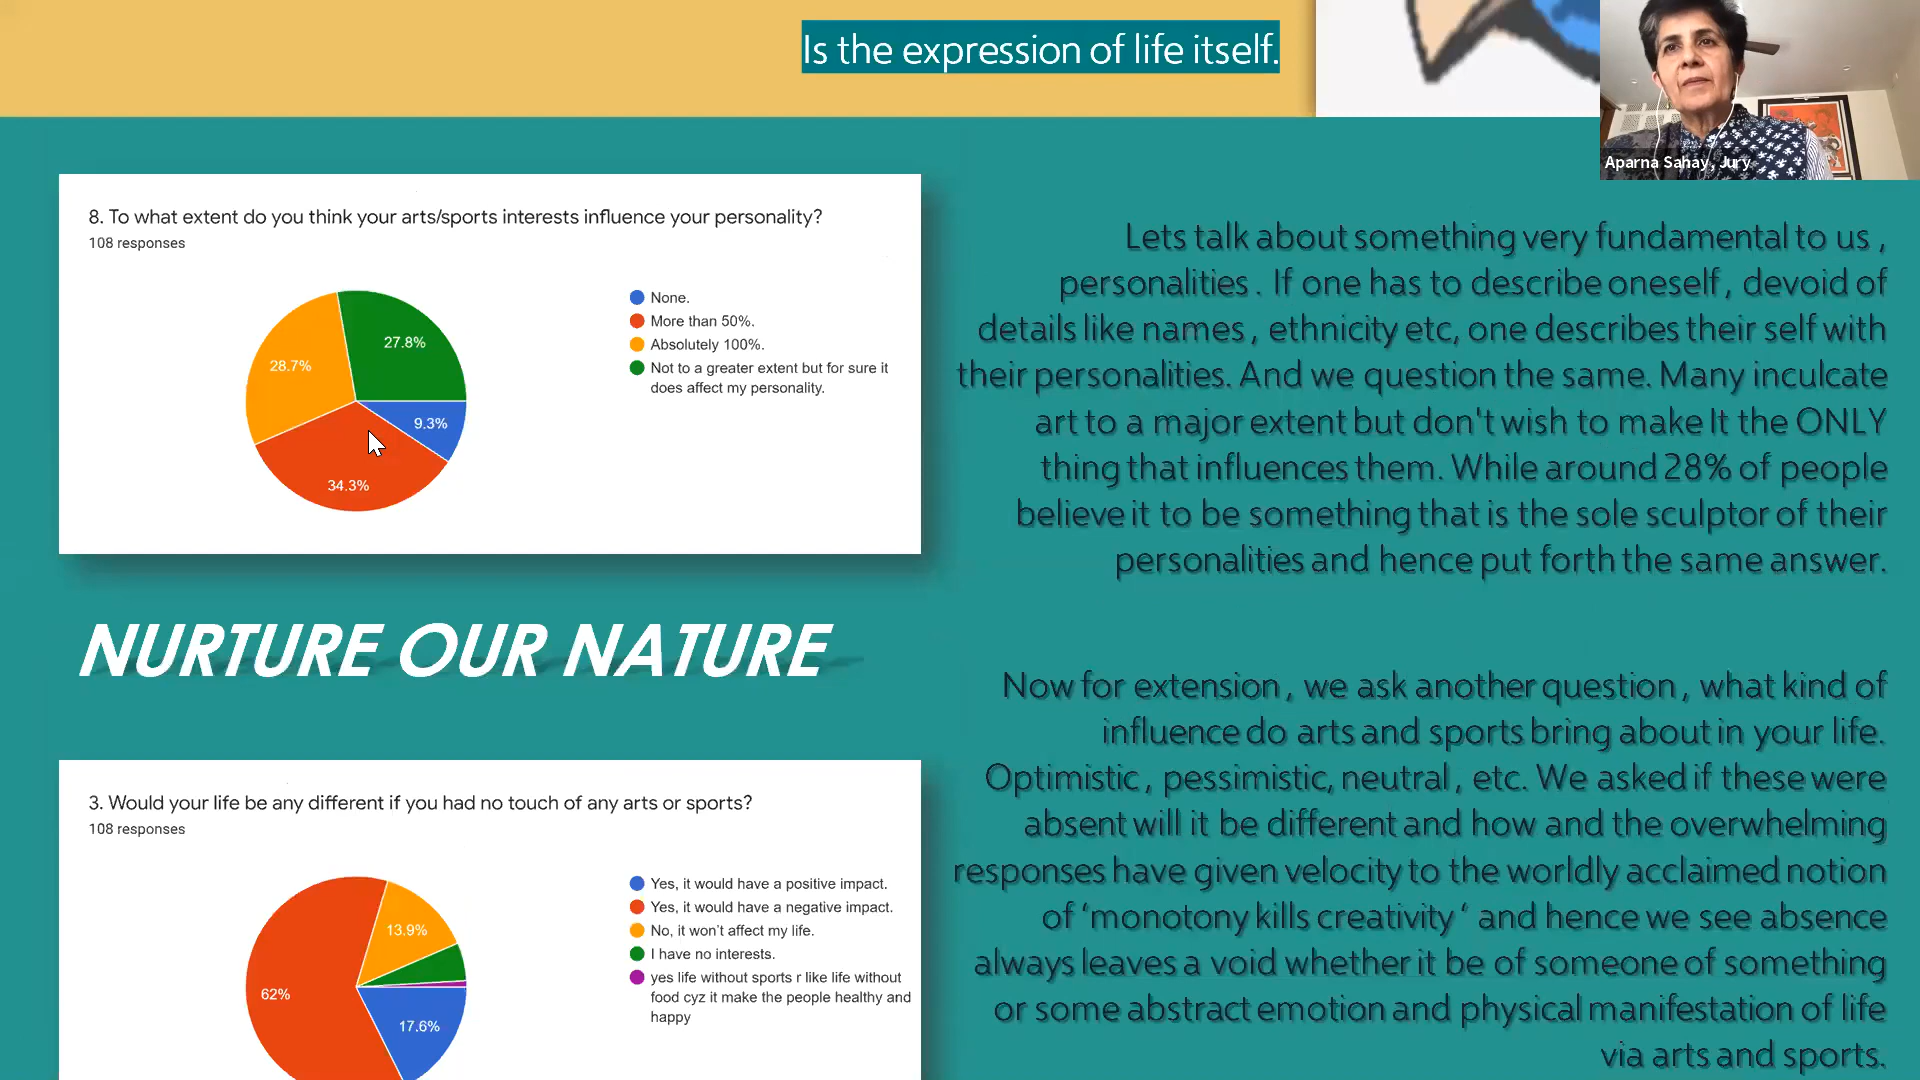 Is the expression of life itself.
Aparna Sahay, Jury
8. To what extent do you think your arts/sports interests influence your personality?
108 responses
27.8%
28.7%
9.3%
34.3%
None.
More than 50%.
Absolutely 100%.
Not to a greater extent but for sure it
does affect my personality.
Lets talk about something very fundamental to us ,
personalities . If one has to describe oneself , devoid of
details like names , ethnicity etc, one describes their self with
their personalities. And we question the same. Many inculcate
art to a major extent but don't wish to make It the ONLY
thing that influences them. While around 28% of people
believe it to be something that is the sole sculptor of their
personalities and hence put forth the same answer.
NURTURE OUR NATURE
3. Would your life be any different if you had no touch of any arts or sports?
108 responses
13.9%
62%
17.6%
Yes, it would have a positive impact.
Yes, it would have a negative impact.
No, it won't affect my life.
I have no interests.
yes life without sports r like life without
food cyz it make the people healthy and
happy
Now for extension , we ask another question , what kind of
influence do arts and sports bring about in your life.
Optimistic , pessimistic, neutral , etc. We asked if these were
absent will it be different and how and the overwhelming
responses have given velocity to the worldly acclaimed notion
of ‘monotony kills creativity ‘ and hence we see absence
always leaves a void whether it be of someone of something
or some abstract emotion and physical manifestation of life
via arts and sports.